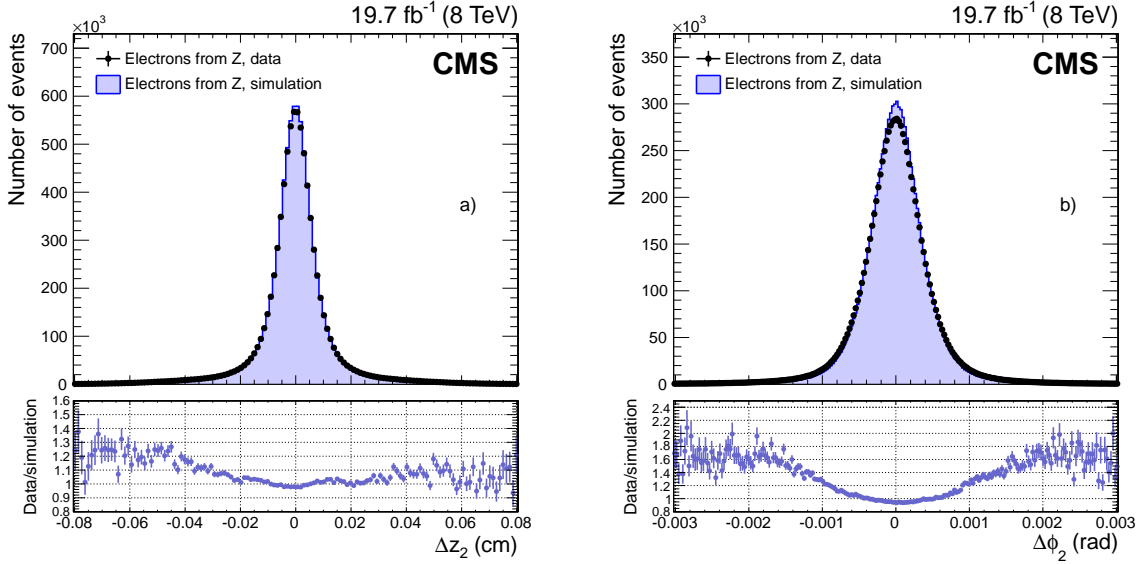 19.7 fb-1 (8 TeV)
×10³
Number of events
700
600
500
400
300
200
100
0
Electrons from Z, data
Electrons from Z, simulation
CMS
a)
Data/simulation
1.6
1.5
1.4
1.3
1.2
1.1
1
0.9
0.8
-0.08 -0.06 -0.04 -0.02 0 0.02 0.04 0.06 0.08
Δz2 (cm)
19.7 fb-1 (8 TeV)
×10³
Number of events
350
300
250
200
150
100
50
0
Electrons from Z, data
Electrons from Z, simulation
CMS
b)
Data/simulation
2.4
2.2
2
1.8
1.6
1.4
1.2
1
0.8
-0.003 -0.002 -0.001 0 0.001 0.002 0.003
Δϕ2 (rad)